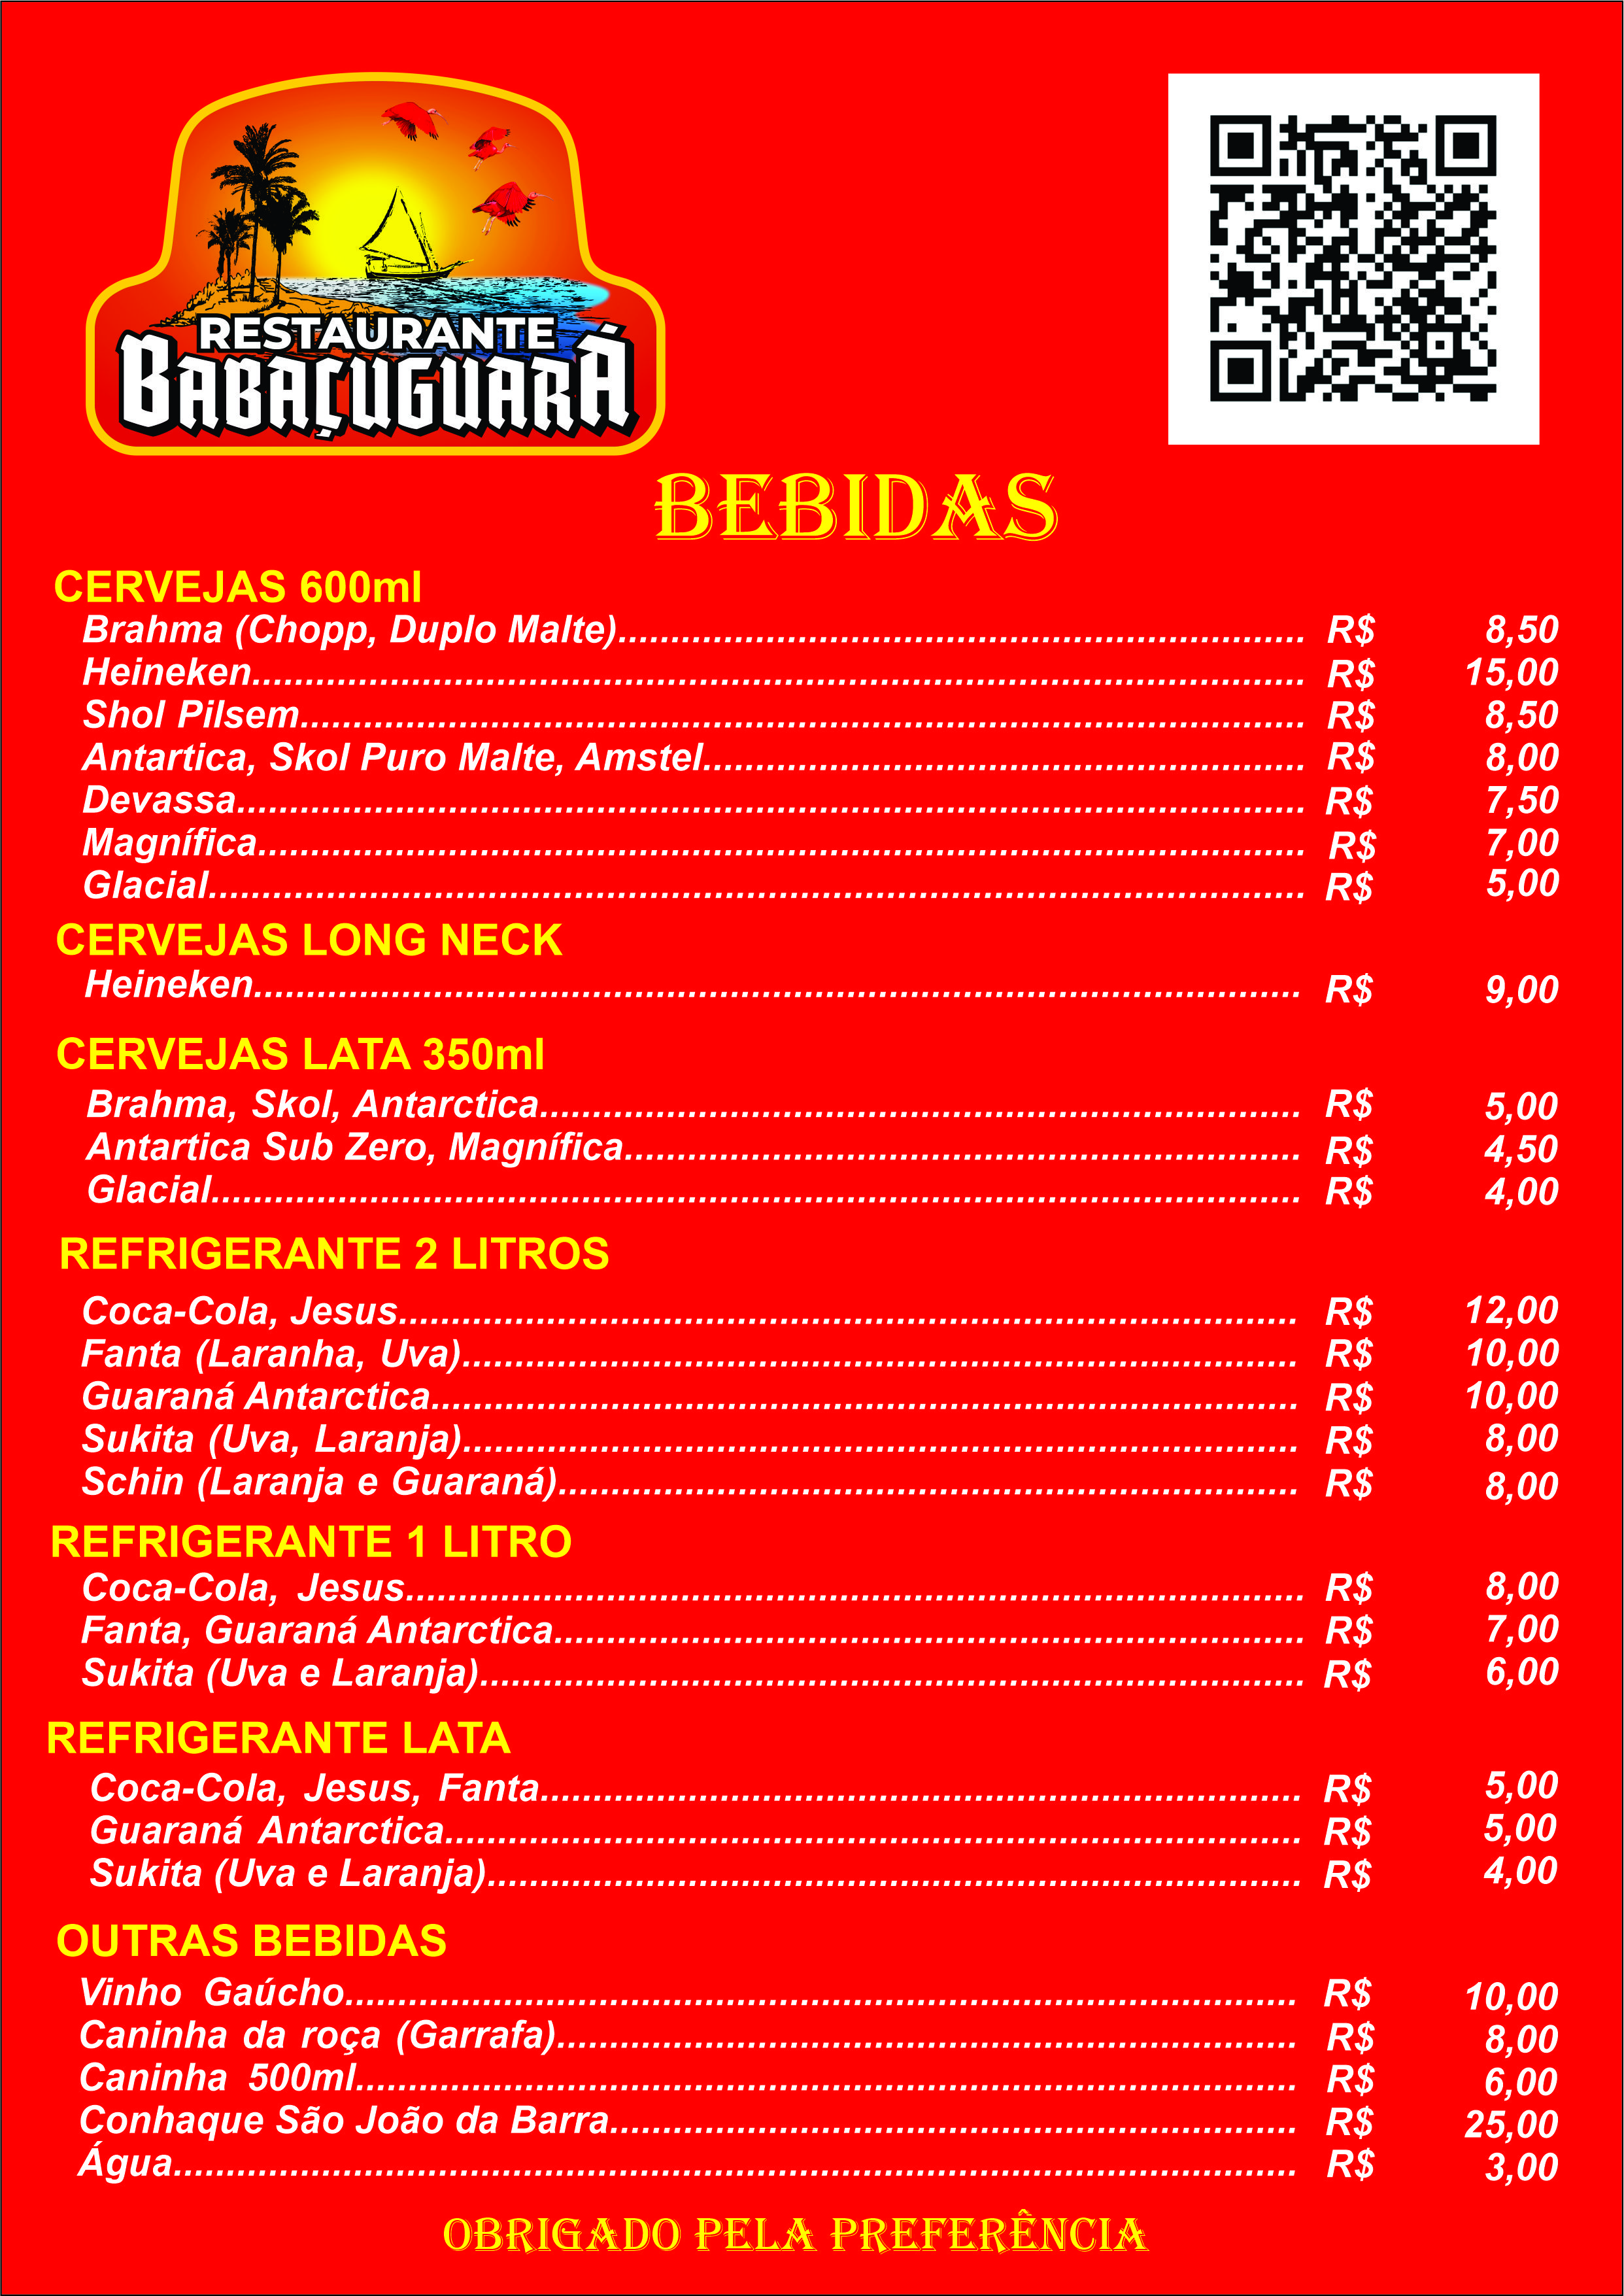 RESTAURANTE
BABAÇUGUARÁ
BEBIDAS
CERVEJAS 600ml
Brahma (Chopp, Duplo Malte)................................................................. R$ 8,50
Heineken.................................................................................................... R$ 15,00
Shol Pilsem............................................................................................... R$ 8,50
Antartica, Skol Puro Malte, Amstel......................................................... R$ 8,00
Devassa..................................................................................................... R$ 7,50
Magnífica................................................................................................... R$ 7,00
Glacial........................................................................................................ R$ 5,00
CERVEJAS LONG NECK
Heineken................................................................................................... R$ 9,00
CERVEJAS LATA 350ml
Brahma, Skol, Antarctica........................................................................ R$ 5,00
Antartica Sub Zero, Magnífica................................................................ R$ 4,50
Glacial....................................................................................................... R$ 4,00
REFRIGERANTE 2 LITROS
Coca-Cola, Jesus..................................................................................... R$ 12,00
Fanta (Laranha, Uva)............................................................................... R$ 10,00
Guaraná Antarctica.................................................................................. R$ 10,00
Sukita (Uva, Laranja)............................................................................... R$ 8,00
Schin (Laranja e Guaraná)...................................................................... R$ 8,00
REFRIGERANTE 1 LITRO
Coca-Cola, Jesus..................................................................................... R$ 8,00
Fanta, Guaraná Antarctica....................................................................... R$ 7,00
Sukita (Uva e Laranja).............................................................................. R$ 6,00
REFRIGERANTE LATA
Coca-Cola, Jesus, Fanta........................................................................ R$ 5,00
Guaraná Antarctica................................................................................. R$ 5,00
Sukita (Uva e Laranja)............................................................................. R$ 4,00
OUTRAS BEBIDAS
Vinho Gaúcho.......................................................................................... R$ 10,00
Caninha da roça (Garrafa)...................................................................... R$ 8,00
Caninha 500ml......................................................................................... R$ 6,00
Conhaque São João da Barra................................................................. R$ 25,00
Água.......................................................................................................... R$ 3,00
OBRIGADO PELA PREFERÊNCIA